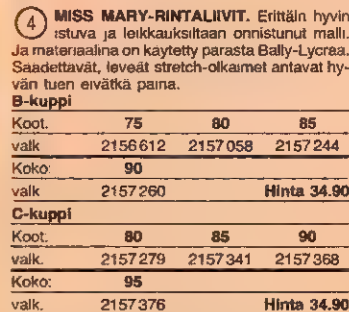 4 MISS MARY-RINTALIIVIT. Erittäin hyvin
istuva ja leikkauksiltaan onnistunut malli.
Ja materiaalina on käytetty parasta Bally-Lycraa.
Säädettävät, leveät stretch-olkaimet antavat hy-
vän tuen eivätkä paina.
B-kuppi
Koot. 75 80 85
valk 2156612 2157058 2157244
Koko: 90
valk 2157260 Hinta 34.90
C-kuppi
Koot. 80 85 90
valk. 2157279 2157341 2157368
Koko: 95
valk. 2157376 Hinta 34.90